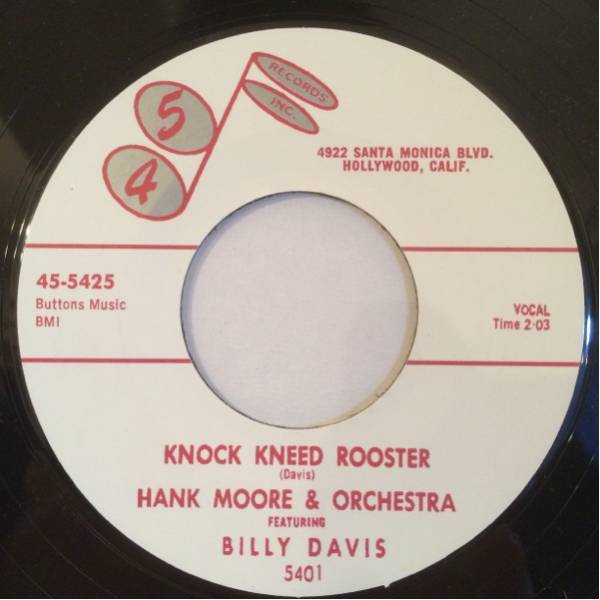 5
4
RECORDS
INC.
4922 SANTA MONICA BLVD.
HOLLYWOOD, CALIF.
45-5425
Buttons Music
BMI
VOCAL
Time 2-03
KNOCK KNEED ROOSTER
(Davis)
HANK MOORE & ORCHESTRA
FEATURING
BILLY DAVIS
5401